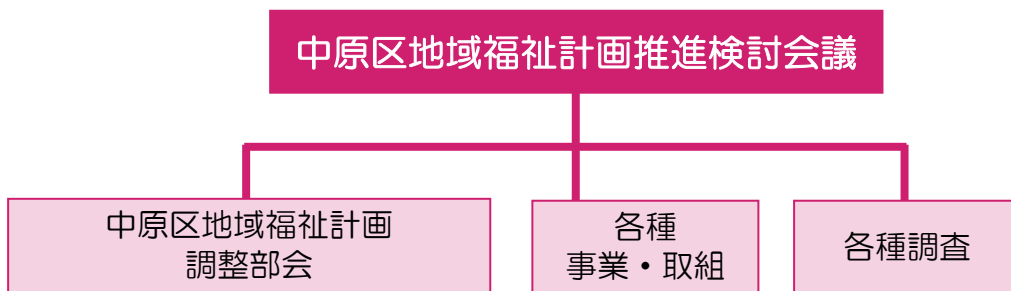 中原区地域福祉計画推進検討会議
中原区地域福祉計画
調整部会
各種
事業・取組
各種調査